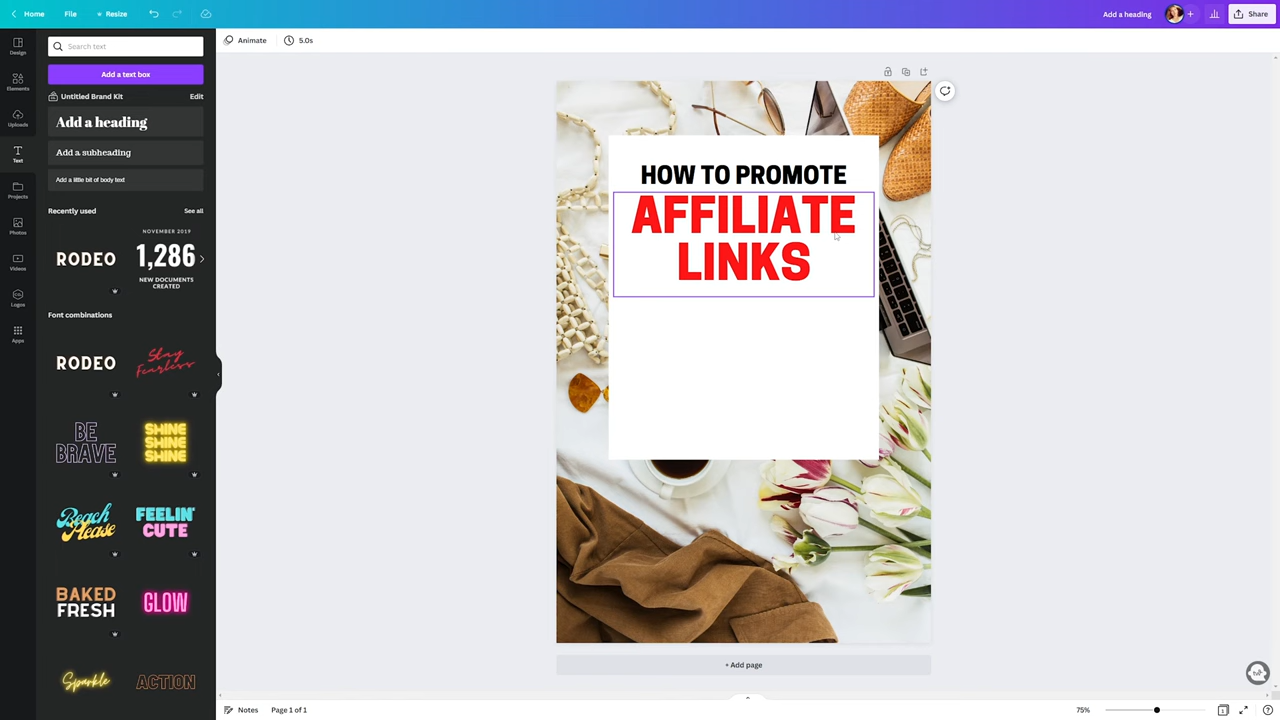 Home
File
Resize
Add a heading
Share
Design
Elements
Uploads
Text
Projects
Photos
Videos
Logos
Apps
Search text
Add a text box
Untitled Brand Kit
Edit
Add a heading
Add a subheading
Add a little bit of body text
Recently used
See all
RODEO
NOVEMBER 2019
1,286
NEW DOCUMENTS
CREATED
Font combinations
RODEO
Stay
Fearless
BE
BRAVE
SHINE
SHINE
SHINE
Beach
Please
FEELIN'
CUTE
BAKED
FRESH
GLOW
Sparkle
ACTION
Animate
5.0s
HOW TO PROMOTE
AFFILIATE
LINKS
+ Add page
Notes
Page 1 of 1
75%
1